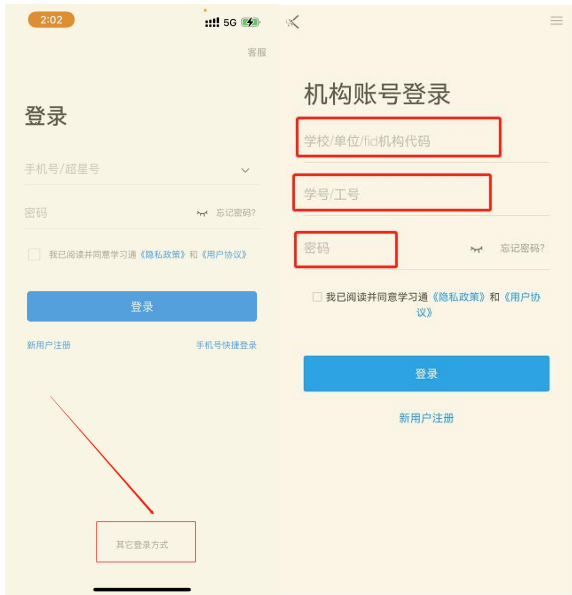 2:02
5G
客服
登录
手机号/超星号
密码
忘记密码?
我已阅读并同意学习通《隐私政策》和《用户协议》
登录
新用户注册
手机号快捷登录
其它登录方式
机构账号登录
学校/单位/fid机构代码
学号/工号
密码
忘记密码?
我已阅读并同意学习通《隐私政策》和《用户协
议》
登录
新用户注册